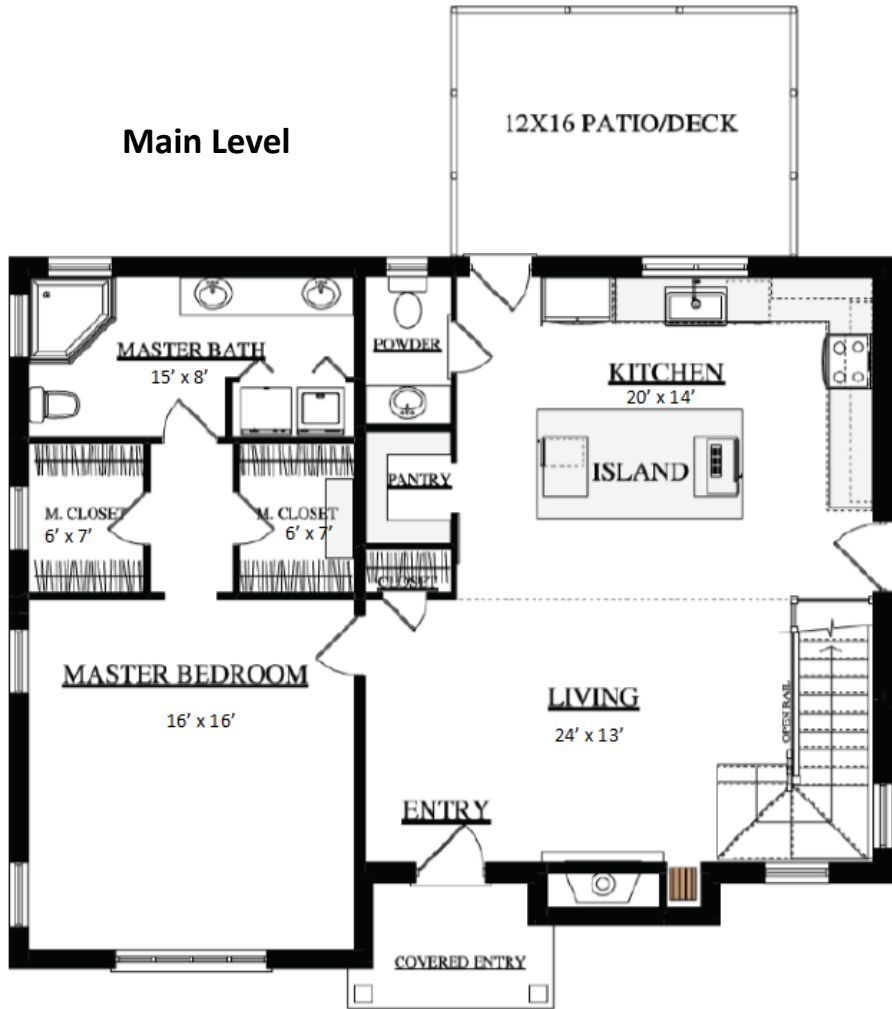 12X16 PATIO/DECK
Main Level
MASTER BATH
15' x 8'
POWDER
KITCHEN
20' x 14'
ISLAND
PANTRY
M. CLOSET
6' x 7'
M. CLOSET
6' x 7'
CLOSET
MASTER BEDROOM
16' x 16'
LIVING
24' x 13'
OPEN RAIL
ENTRY
COVERED ENTRY